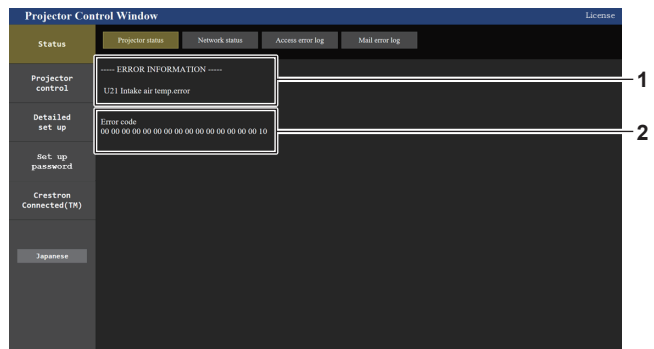 Projector Control Window
License
Status
Projector status
Network status
Access error log
Mail error log
----- ERROR INFORMATION -----
U21 Intake air temp.error
1
Projector
control
Error code
00 00 00 00 00 00 00 00 00 00 00 00 00 00 00 10
2
Detailed
set up
Set up
password
Crestron
Connected(TM)
Japanese